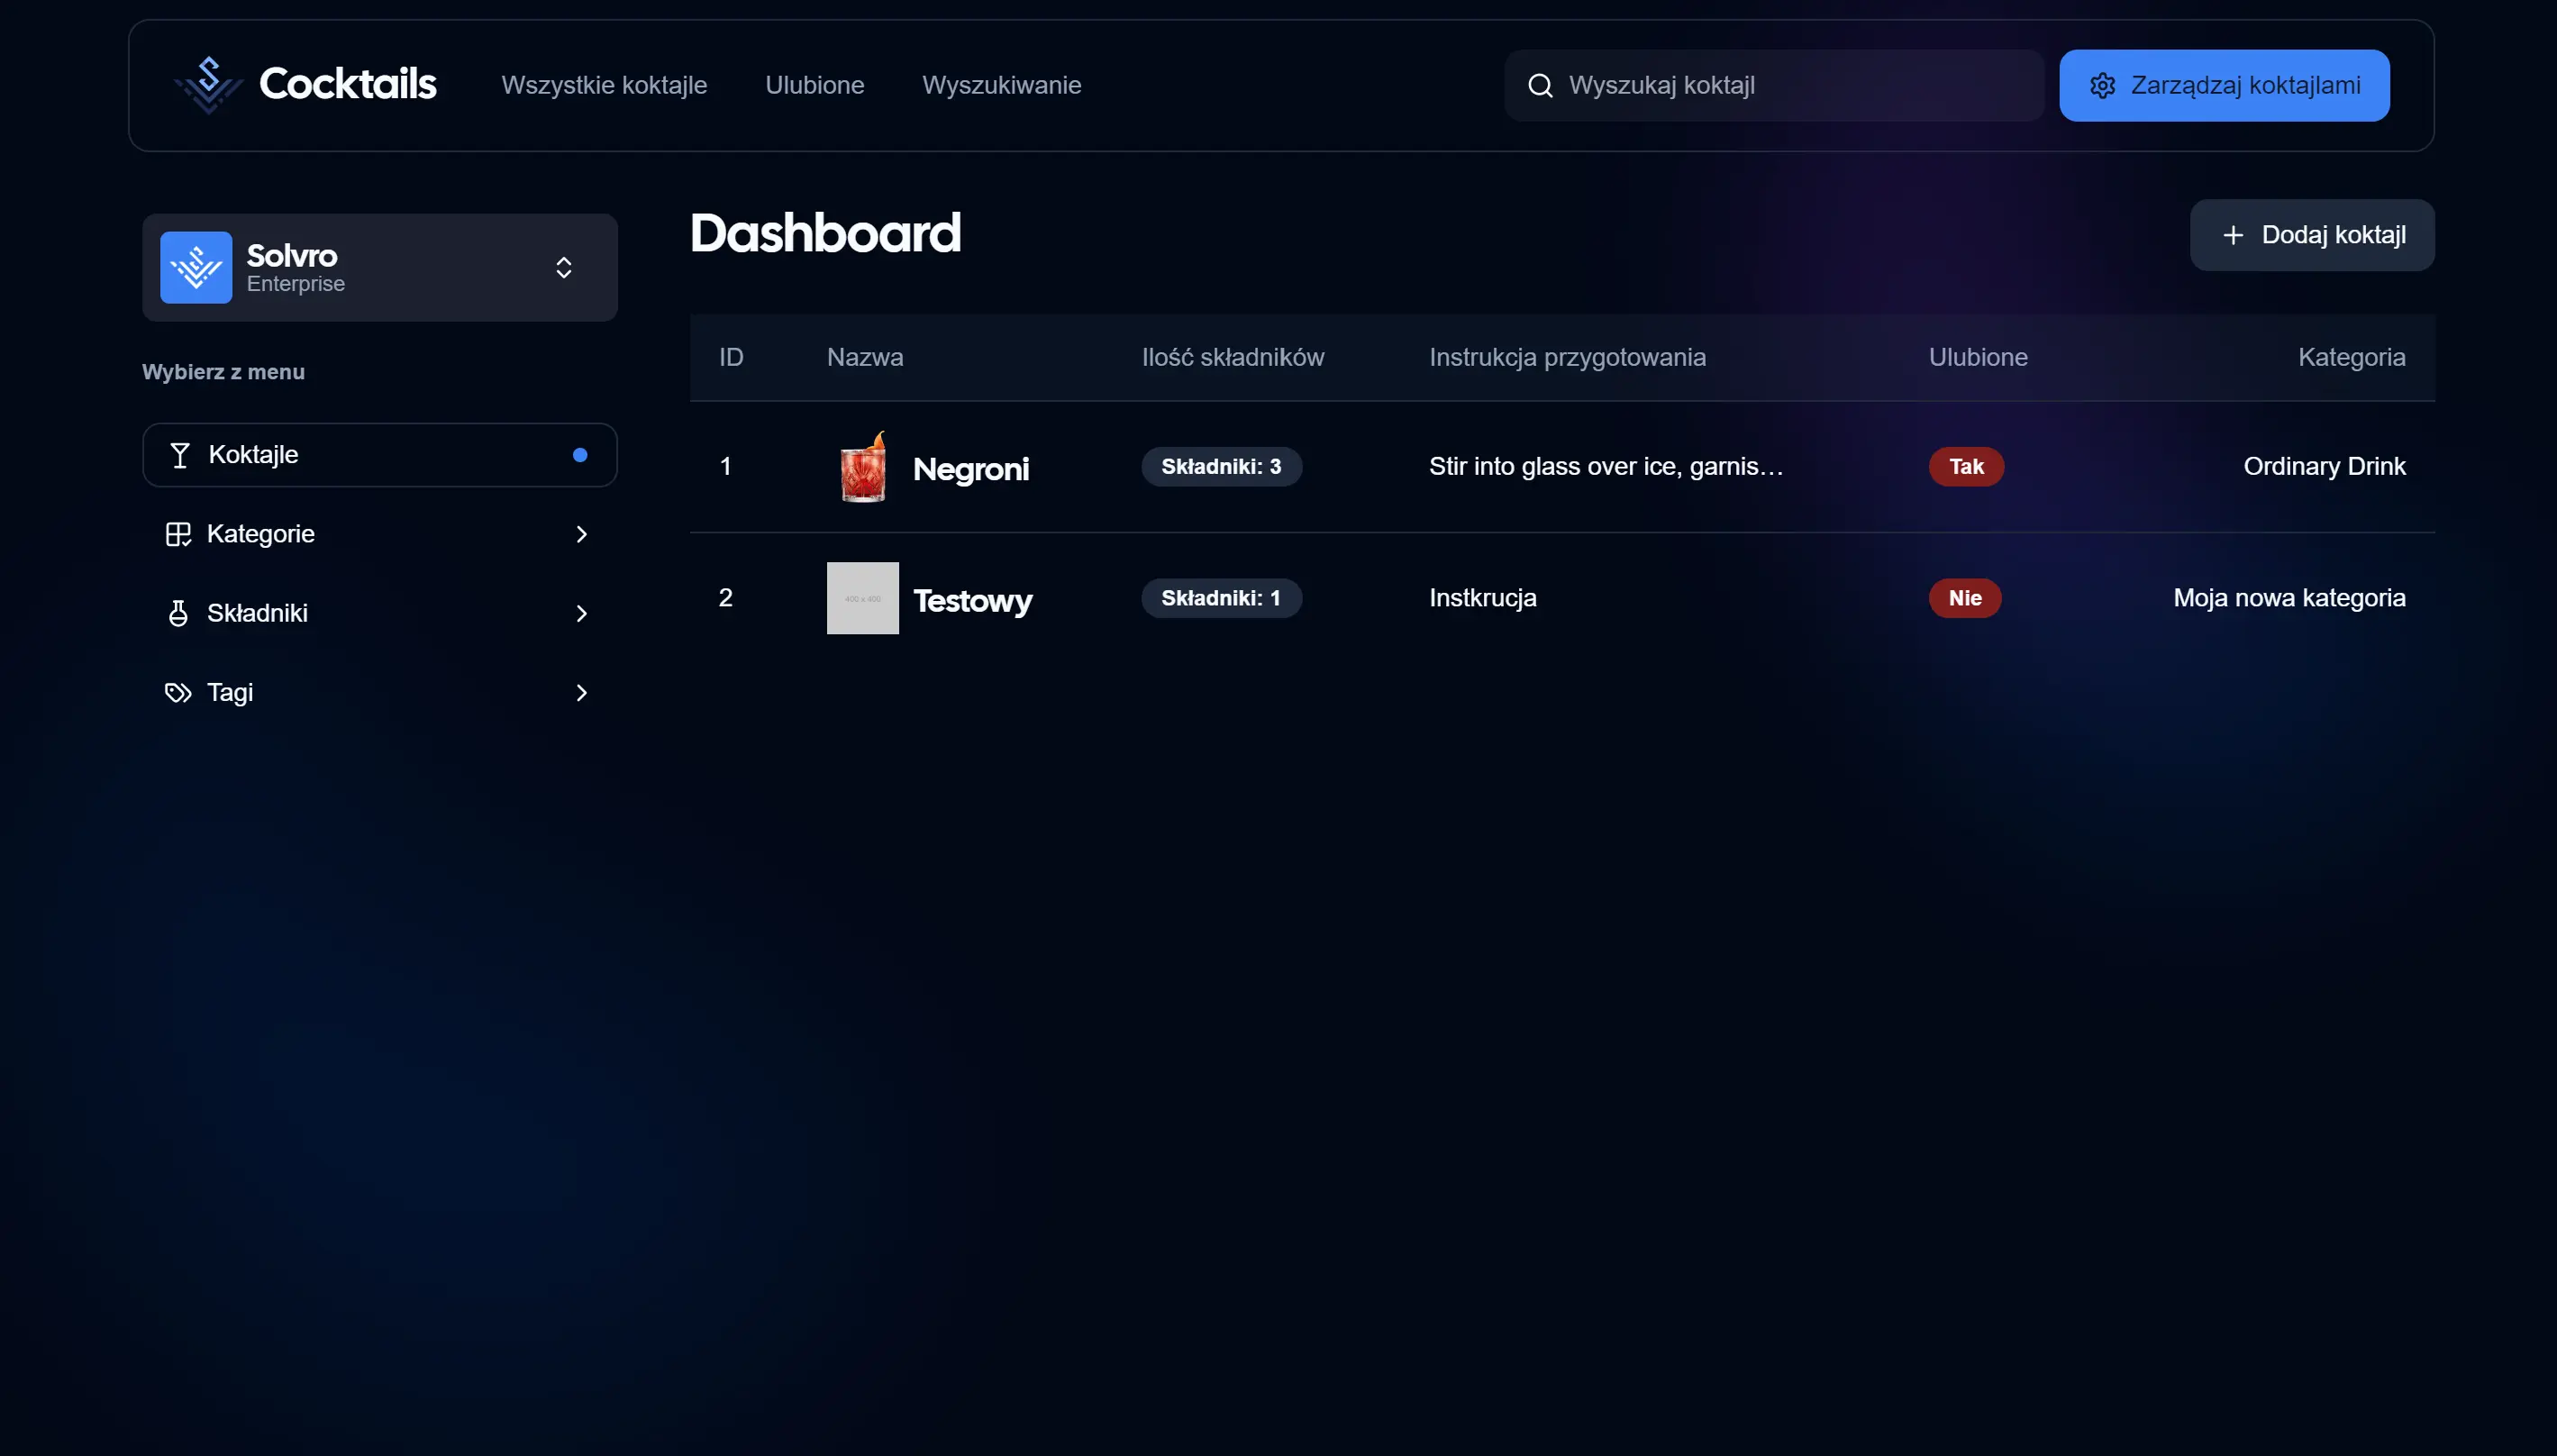 Cocktails
Wszystkie koktajle
Ulubione
Wyszukiwanie
Wyszukaj koktajl
Zarządzaj koktajlami
Solvro
Enterprise
Wybierz z menu
Koktajle
Kategorie
Składniki
Tagi
Dashboard
Dodaj koktajl
ID Nazwa Ilość składników Instrukcja przygotowania Ulubione Kategoria
1 Negroni Składniki: 3 Stir into glass over ice, garnis… Tak Ordinary Drink
2 400 x 400 Testowy Składniki: 1 Instkrucja Nie Moja nowa kategoria